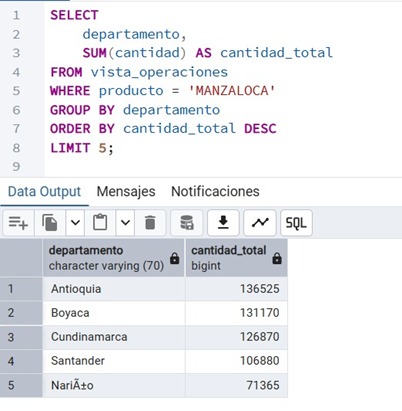 1 SELECT
2 departamento,
3 SUM(cantidad) AS cantidad_total
4 FROM vista_operaciones
5 WHERE producto = 'MANZALOCA'
6 GROUP BY departamento
7 ORDER BY cantidad_total DESC
8 LIMIT 5;
9
Data Output Mensajes Notificaciones
SQL
departamento cantidad_total
character varying (70) bigint
1 Antioquia 136525
2 Boyaca 131170
3 Cundinamarca 126870
4 Santander 106880
5 NariÃ±o 71365